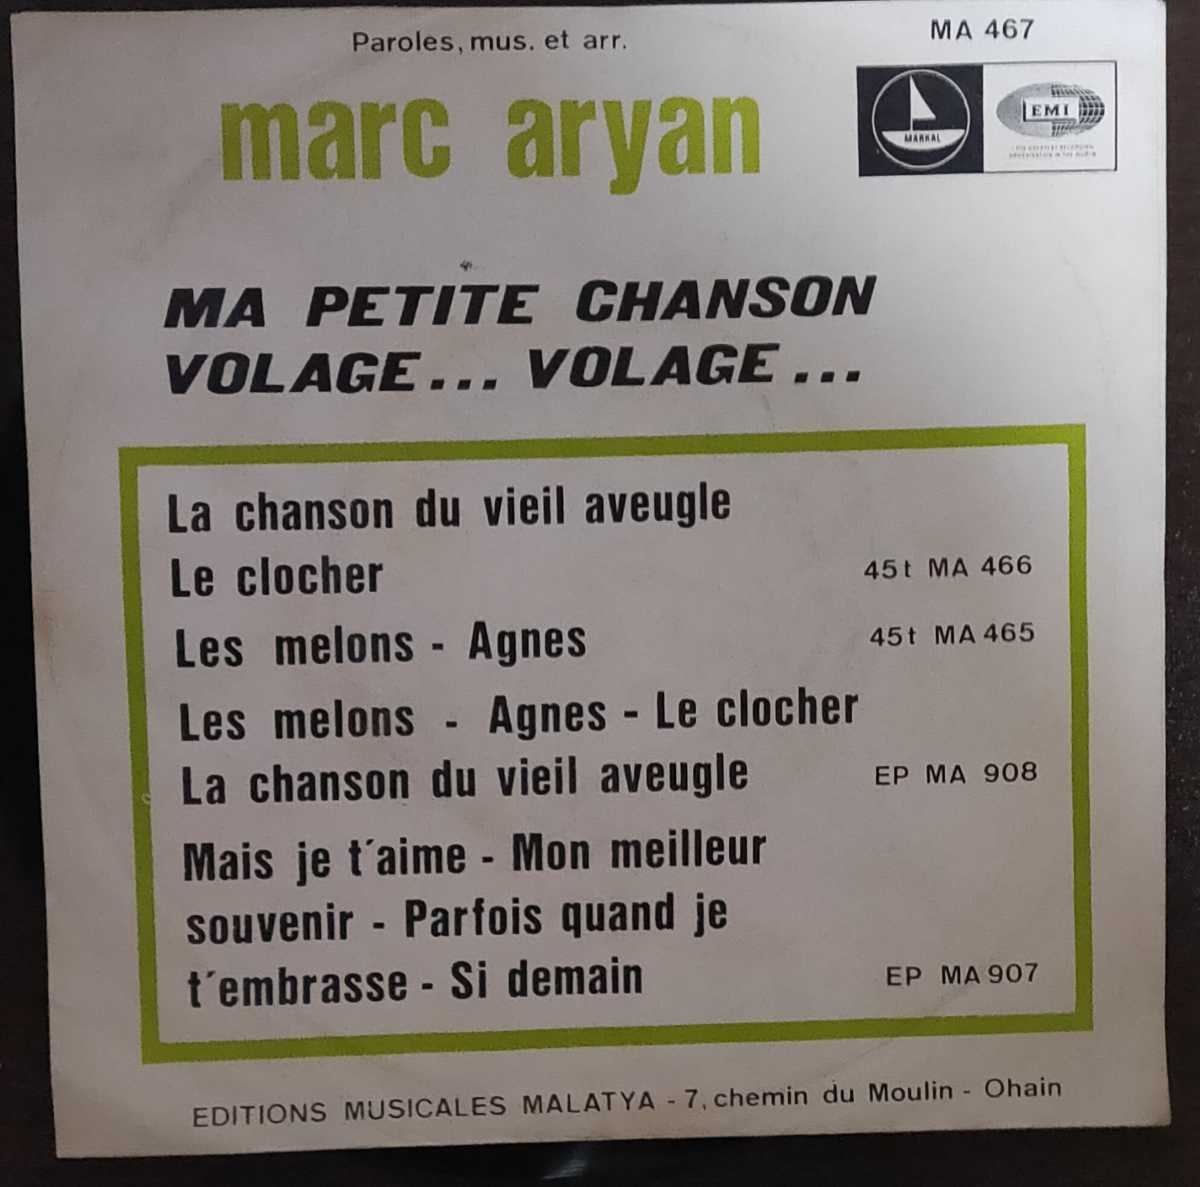 Paroles, mus. et arr.
MA 467
marc aryan
MARKAL
EMI
MA PETITE CHANSON
VOLAGE... VOLAGE...
La chanson du vieil aveugle
Le clocher 45t MA 466
Les melons - Agnes 45t MA 465
Les melons - Agnes - Le clocher
La chanson du vieil aveugle EP MA 908
Mais je t´aime - Mon meilleur
souvenir - Parfois quand je
t´embrasse - Si demain EP MA 907
EDITIONS MUSICALES MALATYA - 7, chemin du Moulin - Ohain